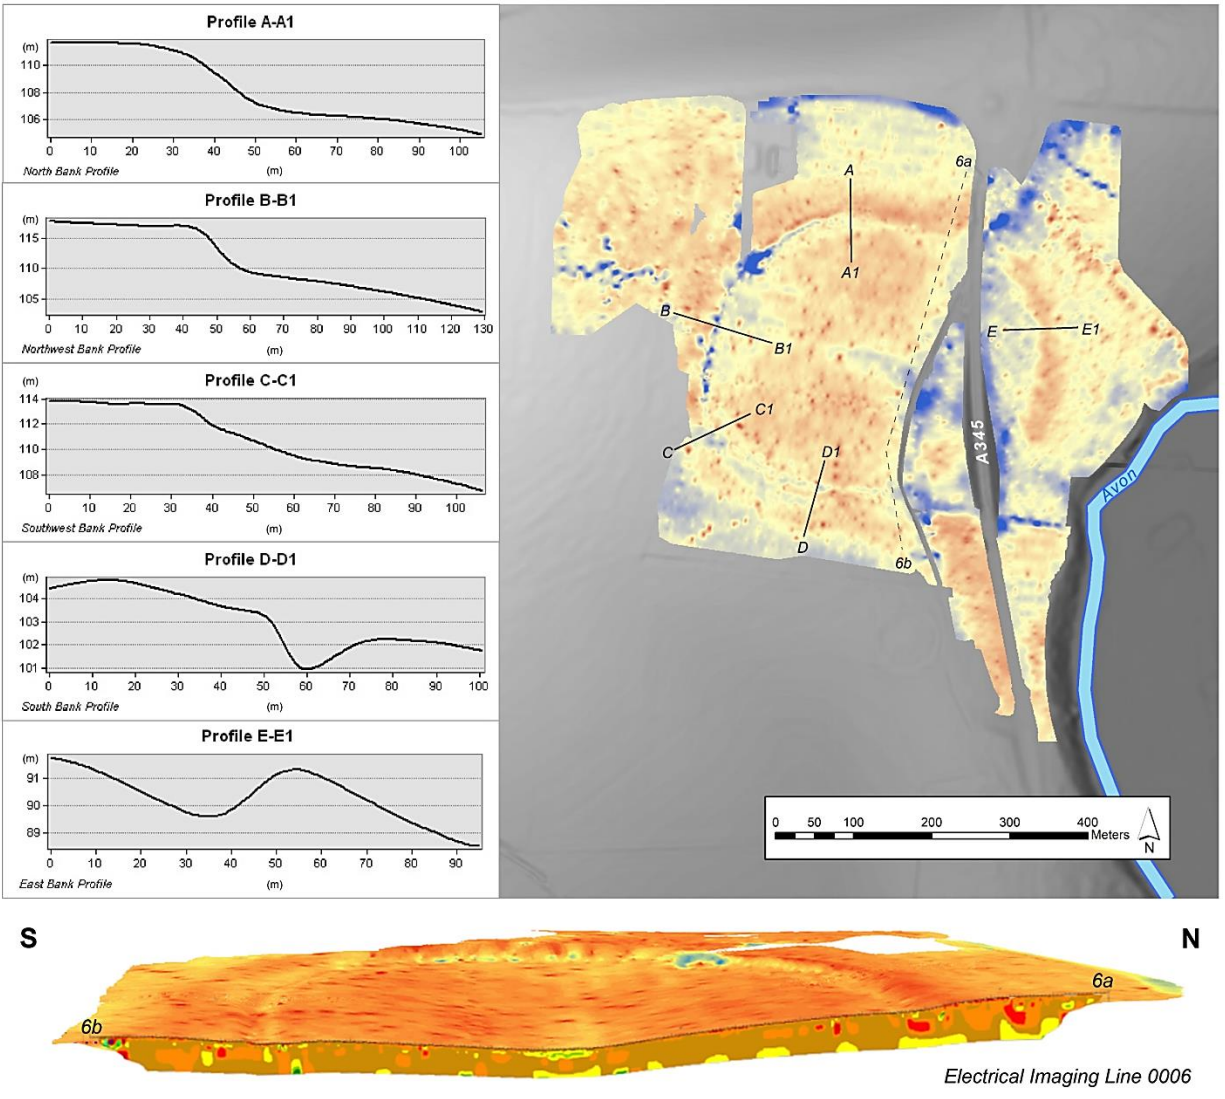 Profile A-A1
(m)
110
108
106
0 10 20 30 40 50 60 70 80 90 100
North Bank Profile (m)
Profile B-B1
(m)
115
110
105
0 10 20 30 40 50 60 70 80 90 100 110 120 130
Northwest Bank Profile (m)
Profile C-C1
(m)
114
112
110
108
0 10 20 30 40 50 60 70 80 90 100
Southwest Bank Profile (m)
Profile D-D1
(m)
104
103
102
101
0 10 20 30 40 50 60 70 80 90 100
South Bank Profile (m)
Profile E-E1
(m)
91
90
89
0 10 20 30 40 50 60 70 80 90
East Bank Profile (m)
6a
A
A1
B
B1
E E1
C1
C
D1
D
6b
A345
Avon
0 50 100 200 300 400
Meters
N
S
N
6a
6b
Electrical Imaging Line 0006